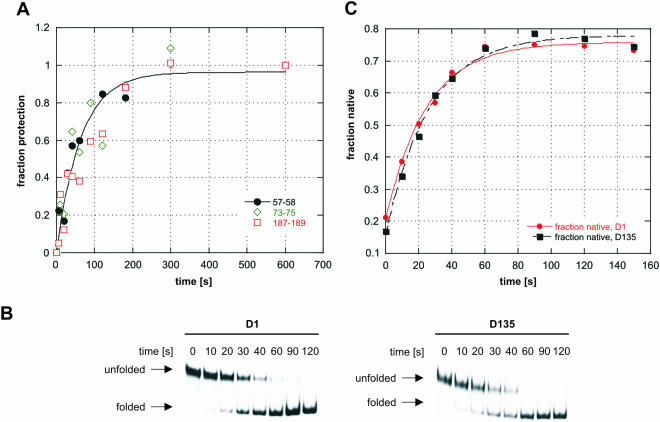 A
fraction protection
1.2
1
0.8
0.6
0.4
0.2
0
0 100 200 300 400 500 600 700
time [s]
57-58
73-75
187-189
C
fraction native
0.8
0.7
0.6
0.5
0.4
0.3
0.2
0.1
0 20 40 60 80 100 120 140 160
time [s]
fraction native, D1
fraction native, D135
B
D1
time [s] 0 10 20 30 40 60 90 120
unfolded
folded
D135
time [s] 0 10 20 30 40 60 90 120
unfolded
folded